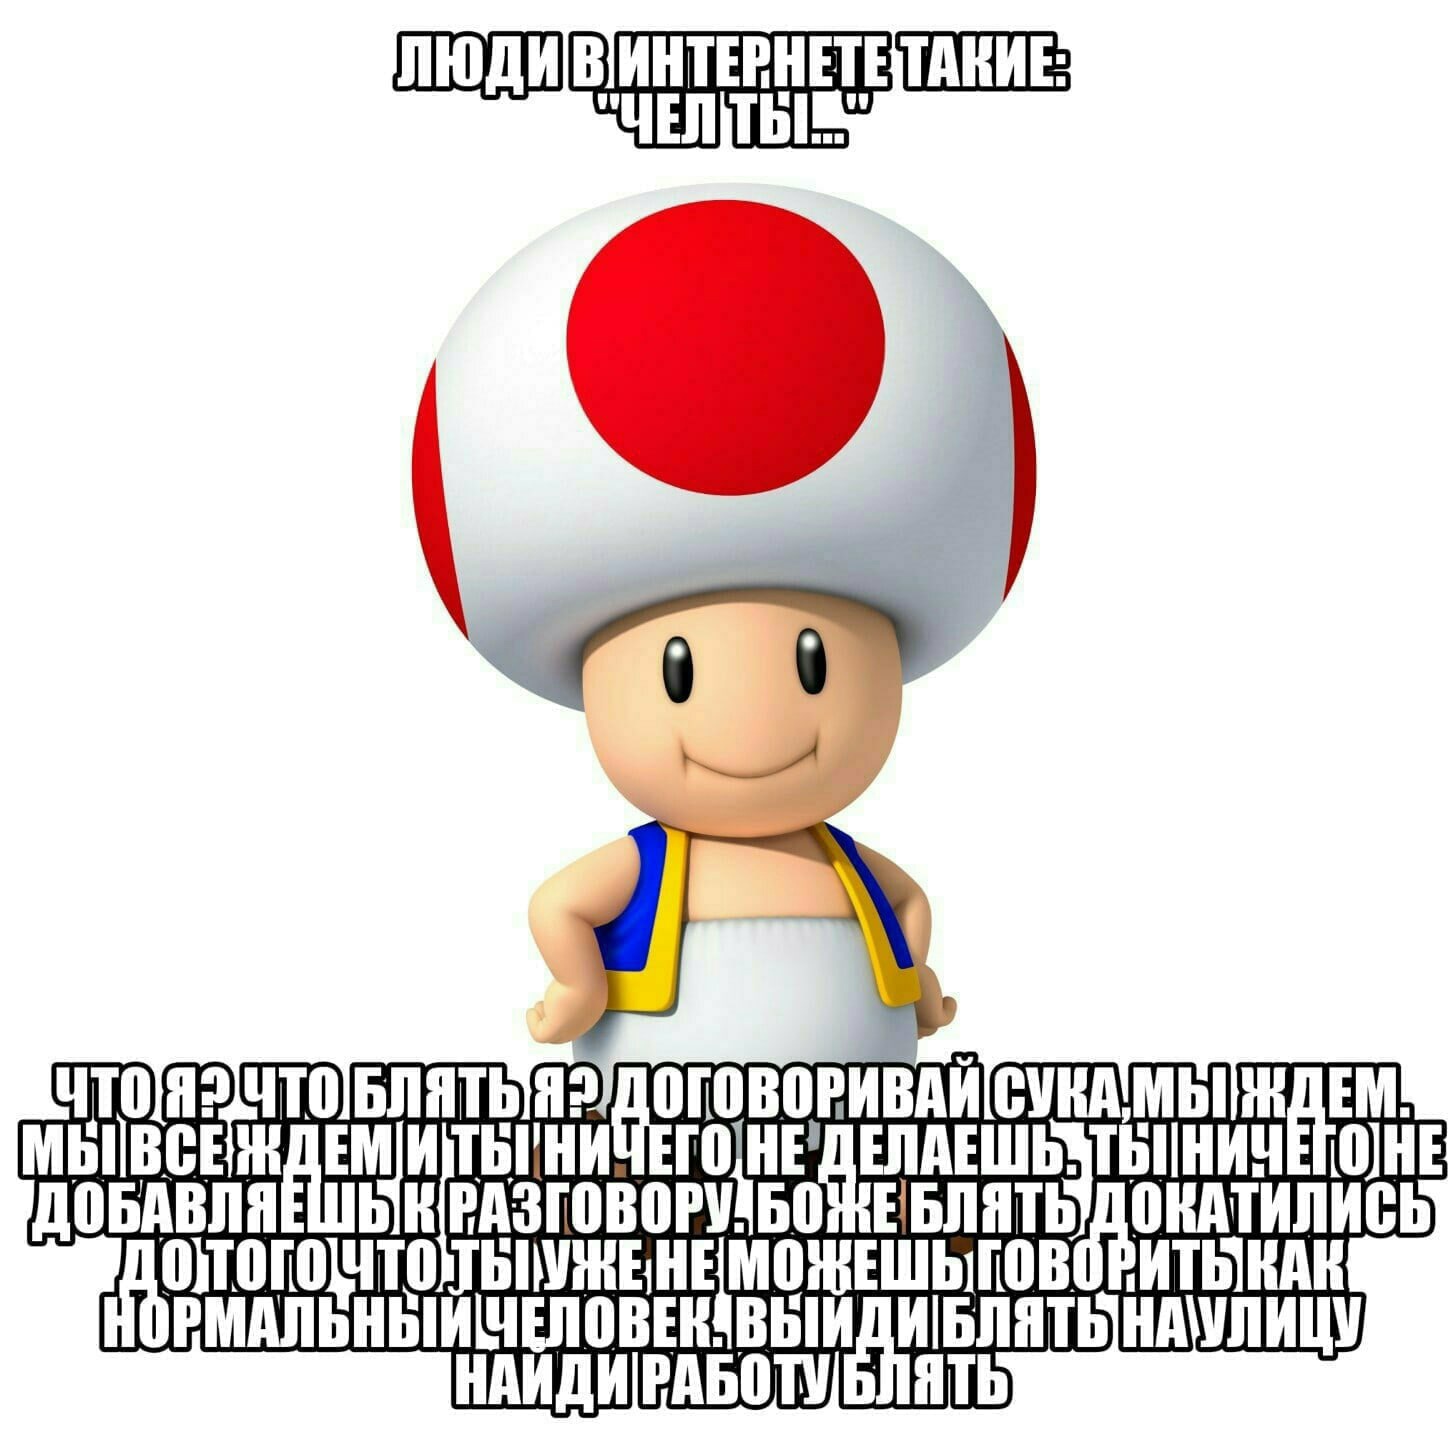 ЛЮДИ В ИНТЕРНЕТЕ ТАКИЕ:
"ЧЕЛ ТЫ..."
ЧТО Я? ЧТО БЛЯТЬ Я? ДОГОВОРИВАЙ СУКА,МЫ ЖДЕМ.
МЫ ВСЕ ЖДЕМ И ТЫ НИЧЕГО НЕ ДЕЛАЕШЬ. ТЫ НИЧЕГО НЕ
ДОБАВЛЯЕШЬ К РАЗГОВОРУ. БОЖЕ БЛЯТЬ ДОКАТИЛИСЬ
ДО ТОГО ЧТО ТЫ УЖЕ НЕ МОЖЕШЬ ГОВОРИТЬ КАК
НОРМАЛЬНЫЙ ЧЕЛОВЕК. ВЫЙДИ БЛЯТЬ НА УЛИЦУ
НАЙДИ РАБОТУ БЛЯТЬ